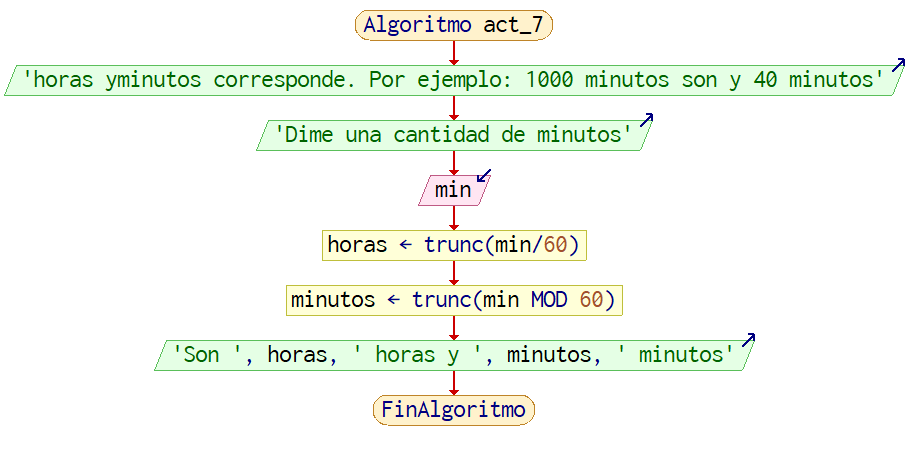 Algoritmo act_7
'horas yminutos corresponde. Por ejemplo: 1000 minutos son y 40 minutos'
'Dime una cantidad de minutos'
min
horas ← trunc(min/60)
minutos ← trunc(min MOD 60)
'Son ', horas, ' horas y ', minutos, ' minutos'
FinAlgoritmo